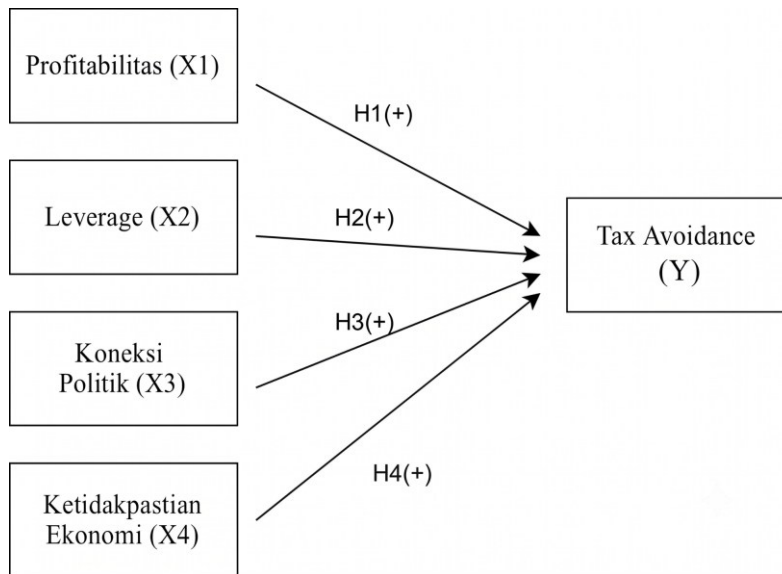 Profitabilitas (X1)
H1(+)
Leverage (X2)
H2(+)
Tax Avoidance
(Y)
Koneksi
Politik (X3)
H3(+)
Ketidakpastian
Ekonomi (X4)
H4(+)